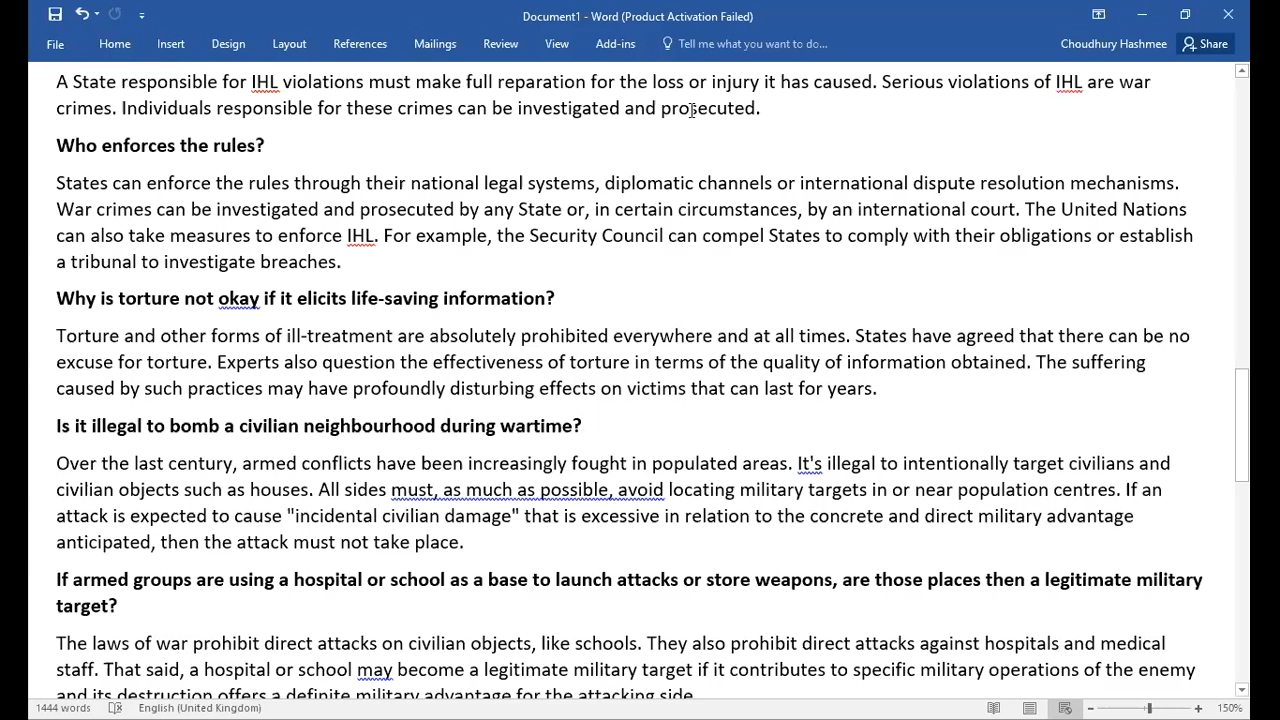 Document1 - Word (Product Activation Failed)
File Home Insert Design Layout References Mailings Review View Add-ins Tell me what you want to do... Choudhury Hashmee Share
A State responsible for IHL violations must make full reparation for the loss or injury it has caused. Serious violations of IHL are war
crimes. Individuals responsible for these crimes can be investigated and prosecuted.
Who enforces the rules?
States can enforce the rules through their national legal systems, diplomatic channels or international dispute resolution mechanisms.
War crimes can be investigated and prosecuted by any State or, in certain circumstances, by an international court. The United Nations
can also take measures to enforce IHL. For example, the Security Council can compel States to comply with their obligations or establish
a tribunal to investigate breaches.
Why is torture not okay if it elicits life-saving information?
Torture and other forms of ill-treatment are absolutely prohibited everywhere and at all times. States have agreed that there can be no
excuse for torture. Experts also question the effectiveness of torture in terms of the quality of information obtained. The suffering
caused by such practices may have profoundly disturbing effects on victims that can last for years.
Is it illegal to bomb a civilian neighbourhood during wartime?
Over the last century, armed conflicts have been increasingly fought in populated areas. It's illegal to intentionally target civilians and
civilian objects such as houses. All sides must, as much as possible, avoid locating military targets in or near population centres. If an
attack is expected to cause "incidental civilian damage" that is excessive in relation to the concrete and direct military advantage
anticipated, then the attack must not take place.
If armed groups are using a hospital or school as a base to launch attacks or store weapons, are those places then a legitimate military
target?
The laws of war prohibit direct attacks on civilian objects, like schools. They also prohibit direct attacks against hospitals and medical
staff. That said, a hospital or school may become a legitimate military target if it contributes to specific military operations of the enemy
and its destruction offers a definite military advantage for the attacking side.
1444 words English (United Kingdom) 150%